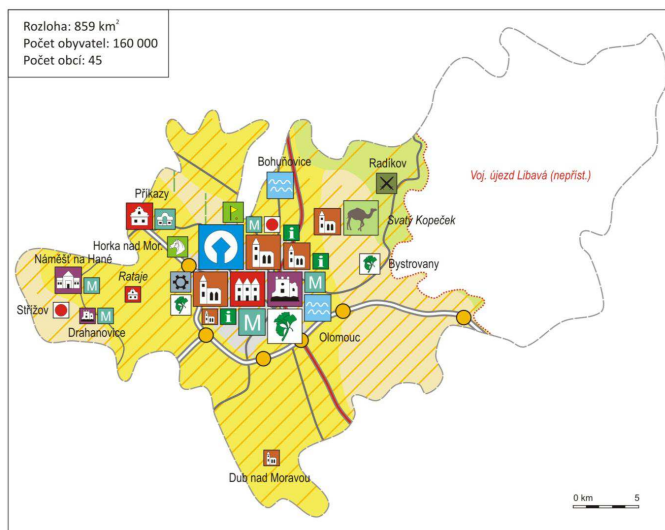 Rozloha: 859 km²
Počet obyvatel: 160 000
Počet obcí: 45
Bohuňovice
Radíkov
Voj. újezd Libavá (nepříst.)
Příkazy
M
i
Svatý Kopeček
Horka nad Mor.
i
Náměšť na Hané
M
Rataje
Bystrovany
M
Střížov
M
Drahanovice
i
M
Olomouc
Dub nad Moravou
0 km 5